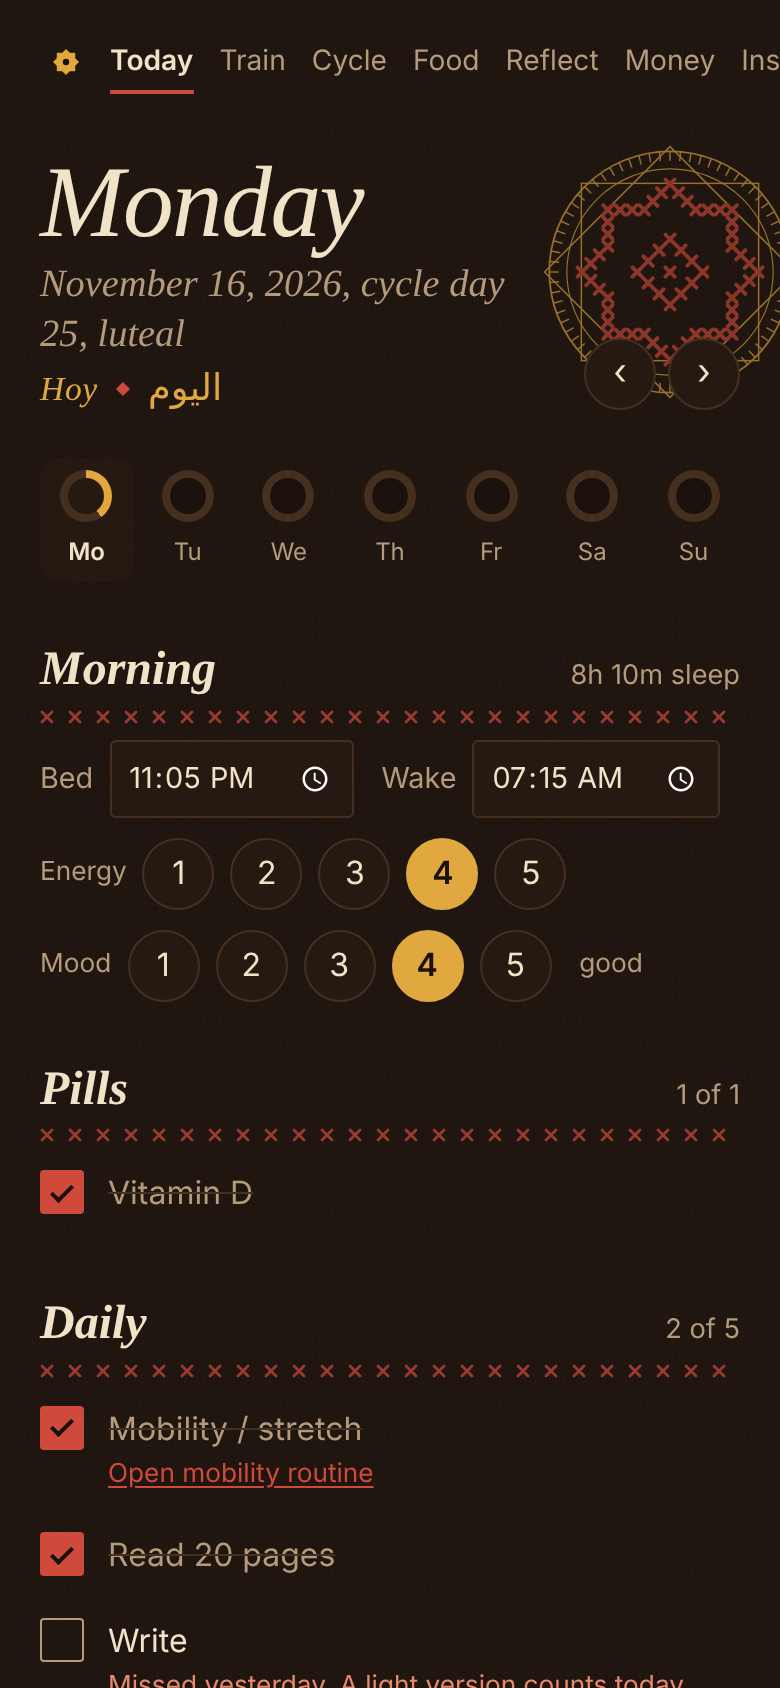 Today Train Cycle Food Reflect Money Ins
Monday
November 16, 2026, cycle day
25, luteal
Hoy ◆ اليوم
‹ ›
Mo Tu We Th Fr Sa Su
Morning 8h 10m sleep
Bed 11:05 PM Wake 07:15 AM
Energy 1 2 3 4 5
Mood 1 2 3 4 5 good
Pills 1 of 1
Vitamin D
Daily 2 of 5
Mobility / stretch
Open mobility routine
Read 20 pages
Write
Missed yesterday. A light version counts today.